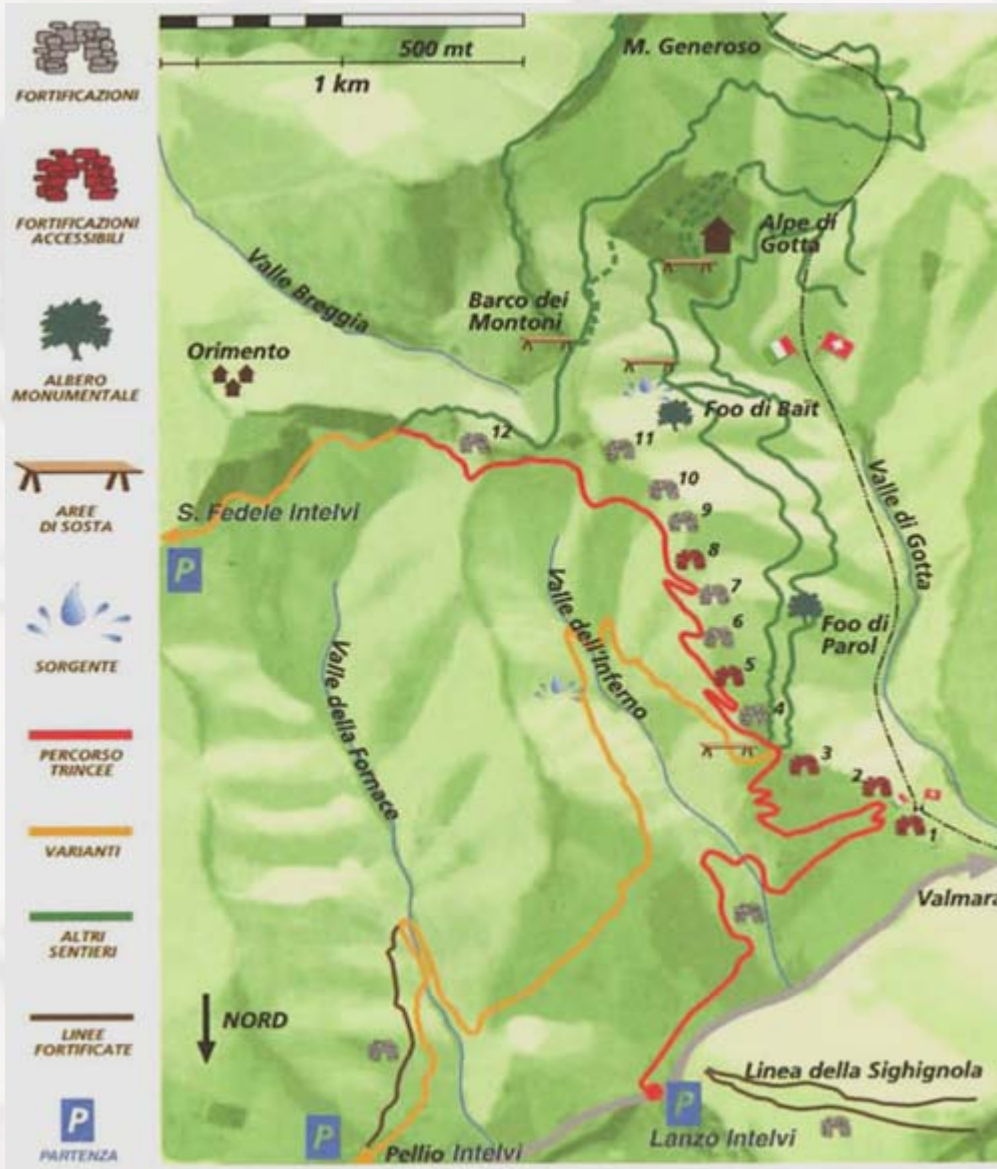 FORTIFICAZIONI
FORTIFICAZIONI
ACCESSIBILI
ALBERO
MONUMENTALE
AREE
DI SOSTA
SORGENTE
PERCORSO
TRINCEE
VARIANTI
ALTRI
SENTIERI
LINEE
FORTIFICATE
P
PARTENZA
500 mt
1 km
M. Generoso
Alpe di
Gotta
Valle Breggia
Barco dei
Montoni
Orimento
Foo di Baït
12
11
10
9
8
7
6
5
4
3
2
1
S. Fedele Intelvi
P
Valle di Gotta
Valle dell'Inferno
Foo di
Parol
Valle della Fornace
Valmara
NORD
Linea della Sighignola
P
Lanzo Intelvi
P
Pellio Intelvi